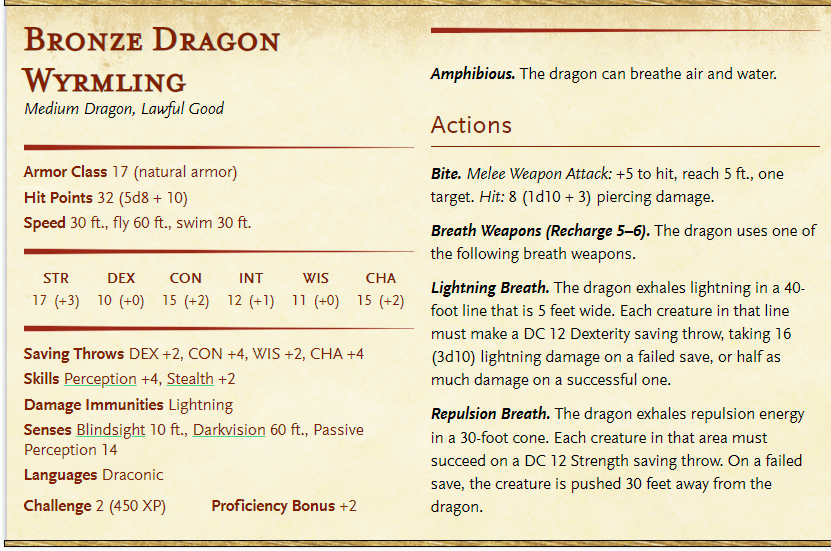 Bronze Dragon
Wyrmling
Medium Dragon, Lawful Good
Armor Class 17 (natural armor)
Hit Points 32 (5d8 + 10)
Speed 30 ft., fly 60 ft., swim 30 ft.
STR DEX CON INT WIS CHA
17 (+3) 10 (+0) 15 (+2) 12 (+1) 11 (+0) 15 (+2)
Saving Throws DEX +2, CON +4, WIS +2, CHA +4
Skills Perception +4, Stealth +2
Damage Immunities Lightning
Senses Blindsight 10 ft., Darkvision 60 ft., Passive
Perception 14
Languages Draconic
Challenge 2 (450 XP) Proficiency Bonus +2
Amphibious. The dragon can breathe air and water.
Actions
Bite. Melee Weapon Attack: +5 to hit, reach 5 ft., one
target. Hit: 8 (1d10 + 3) piercing damage.
Breath Weapons (Recharge 5–6). The dragon uses one of
the following breath weapons.
Lightning Breath. The dragon exhales lightning in a 40-
foot line that is 5 feet wide. Each creature in that line
must make a DC 12 Dexterity saving throw, taking 16
(3d10) lightning damage on a failed save, or half as
much damage on a successful one.
Repulsion Breath. The dragon exhales repulsion energy
in a 30-foot cone. Each creature in that area must
succeed on a DC 12 Strength saving throw. On a failed
save, the creature is pushed 30 feet away from the
dragon.